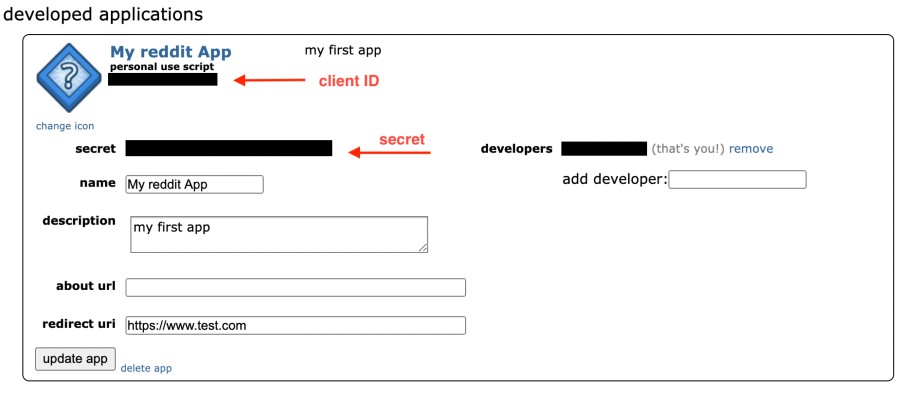 developed applications
My reddit App
my first app
personal use script
client ID
change icon
secret
secret
developers (that's you!) remove
name My reddit App
add developer:
description my first app
about url
redirect uri https://www.test.com
update app delete app